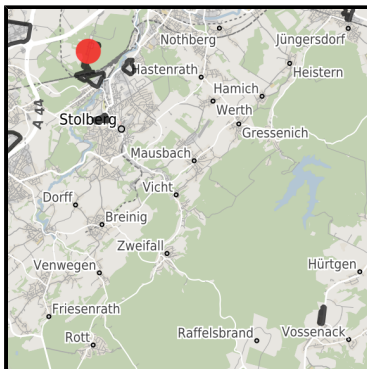 Nothberg
Jüngersdorf
Hastenrath
Heistern
Hamich
A 44
Werth
Stolberg
Gressenich
Mausbach
Vicht
Dorff
Breinig
Zweifall
Venwegen
Hürtgen
Friesenrath
Raffelsbrand
Vossenack
Rott